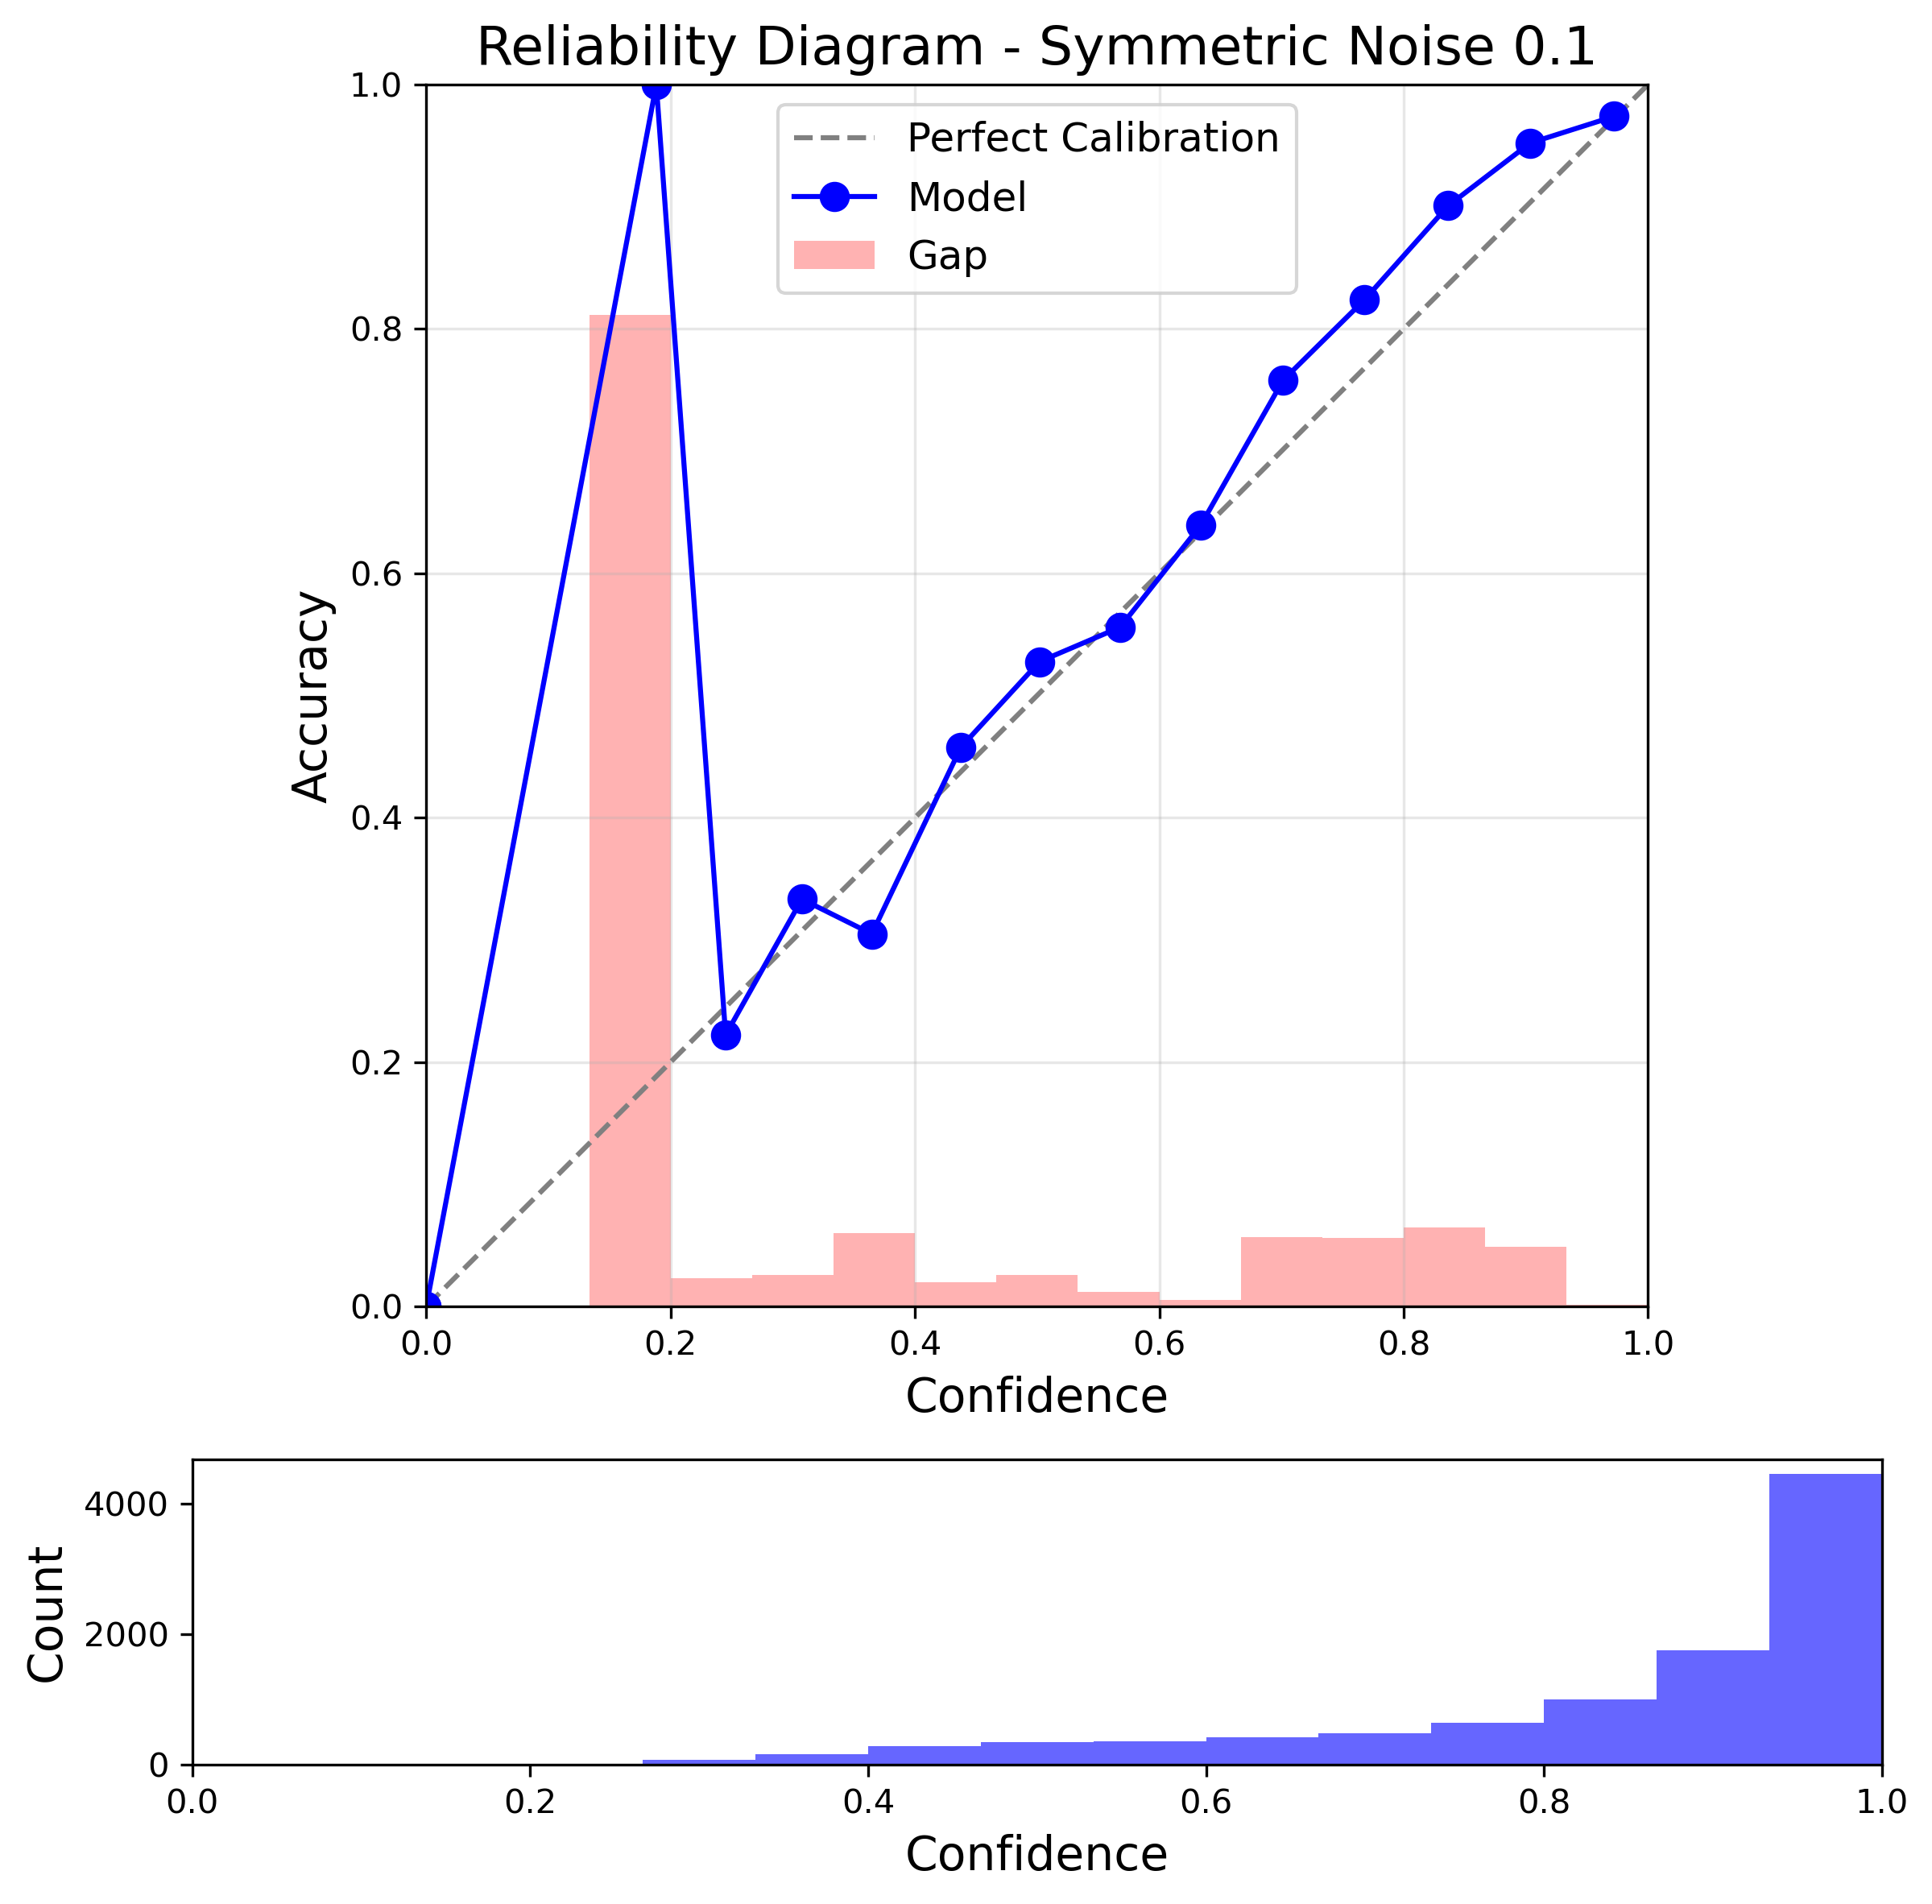 Reliability Diagram - Symmetric Noise 0.1
Perfect Calibration
Model
Gap
Accuracy
1.0
0.8
0.6
0.4
0.2
0.0
0.0 0.2 0.4 0.6 0.8 1.0
Confidence
Count
4000
2000
0
0.0 0.2 0.4 0.6 0.8 1.0
Confidence